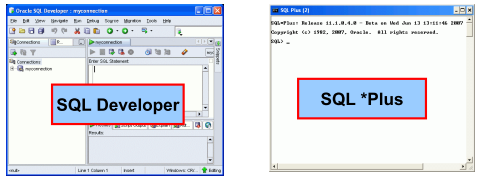 Oracle SQL Developer : myconnection
File Edit View Navigate Run Debug Source Migration Tools Help
Connections
myconnection
Snippets
Connections
myconnection
Enter SQL Statement:
SQL Developer
Results:
Line 1 Column 1 Insert Windows: CR/ Editing
SQL Plus (2)
SQL*Plus: Release 11.1.0.4.0 - Beta on Wed Jun 13 13:11:46 2007
Copyright (c) 1982, 2007, Oracle. All rights reserved.
SQL> _
SQL *Plus